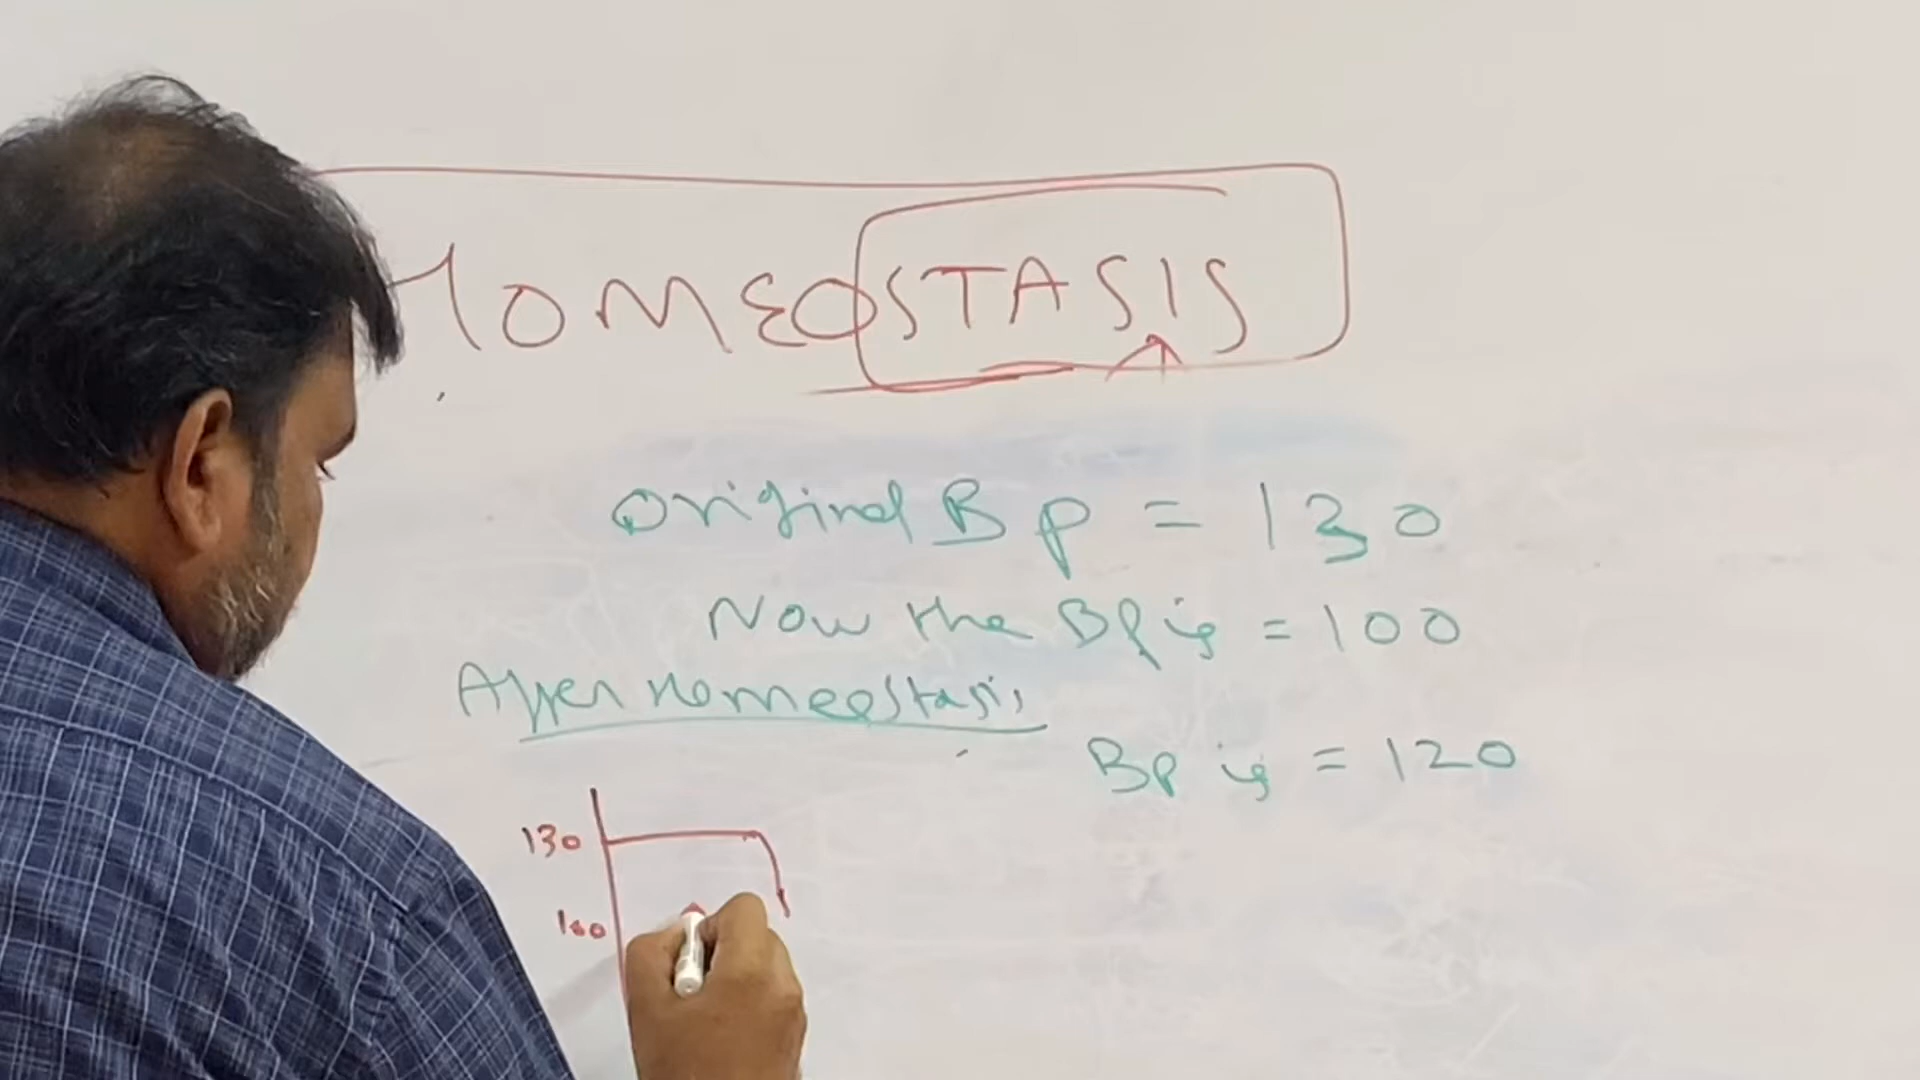 HOMEOSTASIS
Original BP = 130
Now the BP is = 100
After Homeostasis
BP is = 120
130
100